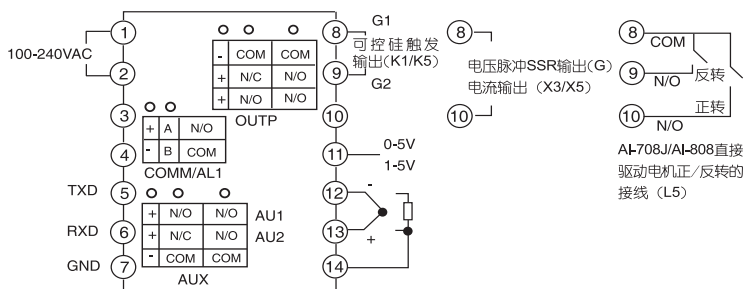 100-240VAC
1
2
3
4
TXD 5
RXD 6
GND 7
- COM COM
+ N/C N/O
+ N/O N/O
OUTP
+ A N/O
- B COM
COMM/AL1
+ N/O N/O AU1
+ N/C N/O AU2
- COM COM
AUX
8 G1
可控硅触发
输出(K1/K5)
9 G2
10
11 0-5V
1-5V
12 -
13 +
14
8
电压脉冲SSR输出(G)
电流输出（X3/X5）
10
8 COM
9 N/O 反转
10 N/O 正转
AI-708J/AI-808直接
驱动电机正/反转的
接线（L5）